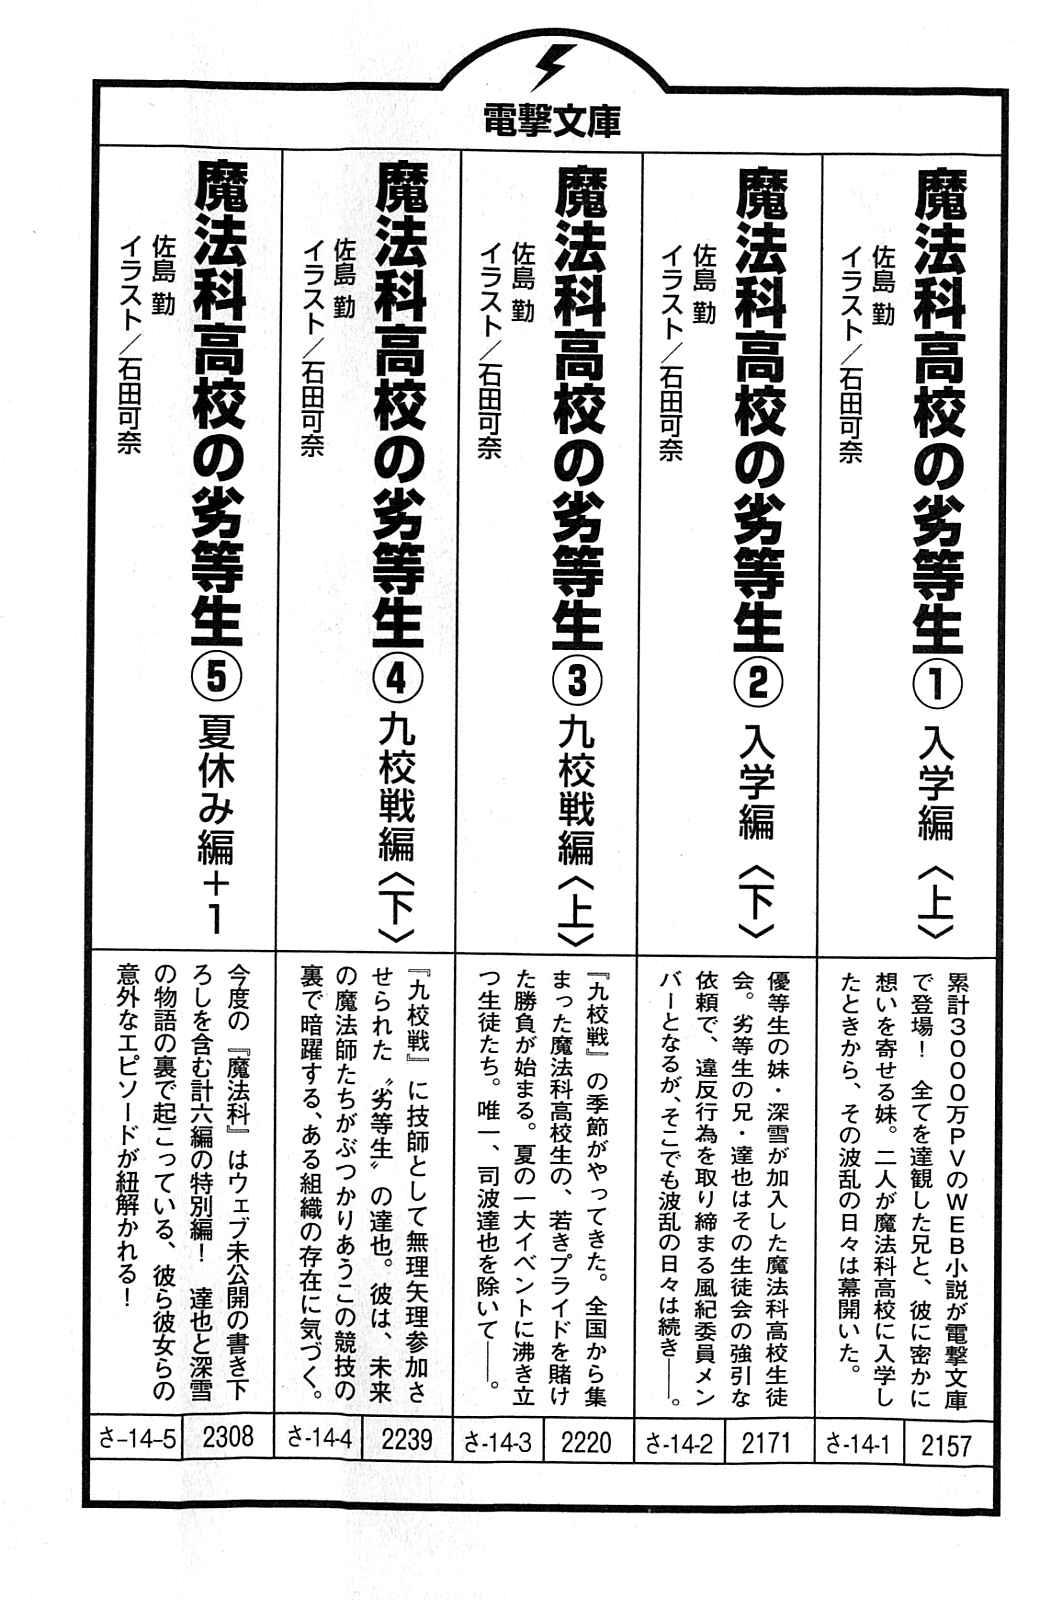 電撃文庫
魔法科高校の劣等生① 入学編〈上〉
佐島 勤
イラスト／石田可奈
累計３０００万ＰＶのＷＥＢ小説が電撃文庫
で登場！　全てを達観した兄と、彼に密かに
想いを寄せる妹。二人が魔法科高校に入学し
たときから、その波乱の日々は幕開いた。
さ-14-1
2157
魔法科高校の劣等生② 入学編〈下〉
佐島 勤
イラスト／石田可奈
優等生の妹・深雪が加入した魔法科高校生徒
会。劣等生の兄・達也はその生徒会の強引な
依頼で、違反行為を取り締まる風紀委員メン
バーとなるが、そこでも波乱の日々は続き――。
さ-14-2
2171
魔法科高校の劣等生③ 九校戦編〈上〉
佐島 勤
イラスト／石田可奈
『九校戦』の季節がやってきた。全国から集
まった魔法科高校生の、若きプライドを賭け
た勝負が始まる。夏の一大イベントに沸き立
つ生徒たち。唯一、司波達也を除いて――。
さ-14-3
2220
魔法科高校の劣等生④ 九校戦編〈下〉
佐島 勤
イラスト／石田可奈
『九校戦』に技師として無理矢理参加さ
せられた〝劣等生〟の達也。彼は、未来
の魔法師たちがぶつかりあうこの競技の
裏で暗躍する、ある組織の存在に気づく。
さ-14-4
2239
魔法科高校の劣等生⑤ 夏休み編＋1
佐島 勤
イラスト／石田可奈
今度の『魔法科』はウェブ未公開の書き下
ろしを含む計六編の特別編！　達也と深雪
の物語の裏で起こっている、彼ら彼女らの
意外なエピソードが紐解かれる！
さ-14-5
2308